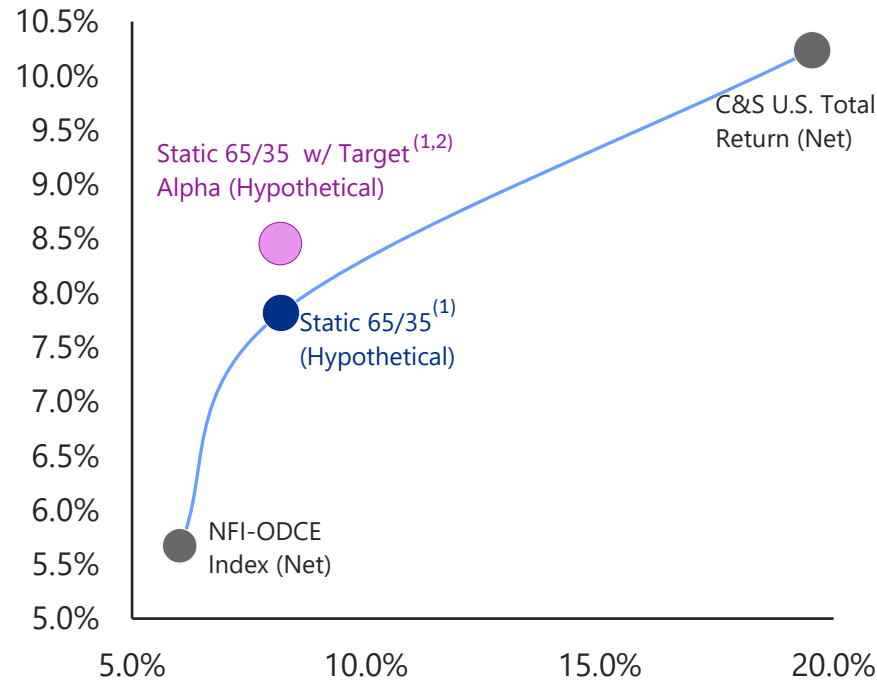 10.5%
10.0%
9.5%
9.0%
8.5%
8.0%
7.5%
7.0%
6.5%
6.0%
5.5%
5.0%
C&S U.S. Total
Return (Net)
Static 65/35 w/ Target(1,2)
Alpha (Hypothetical)
Static 65/35(1)
(Hypothetical)
NFI-ODCE
Index (Net)
5.0% 10.0% 15.0% 20.0%